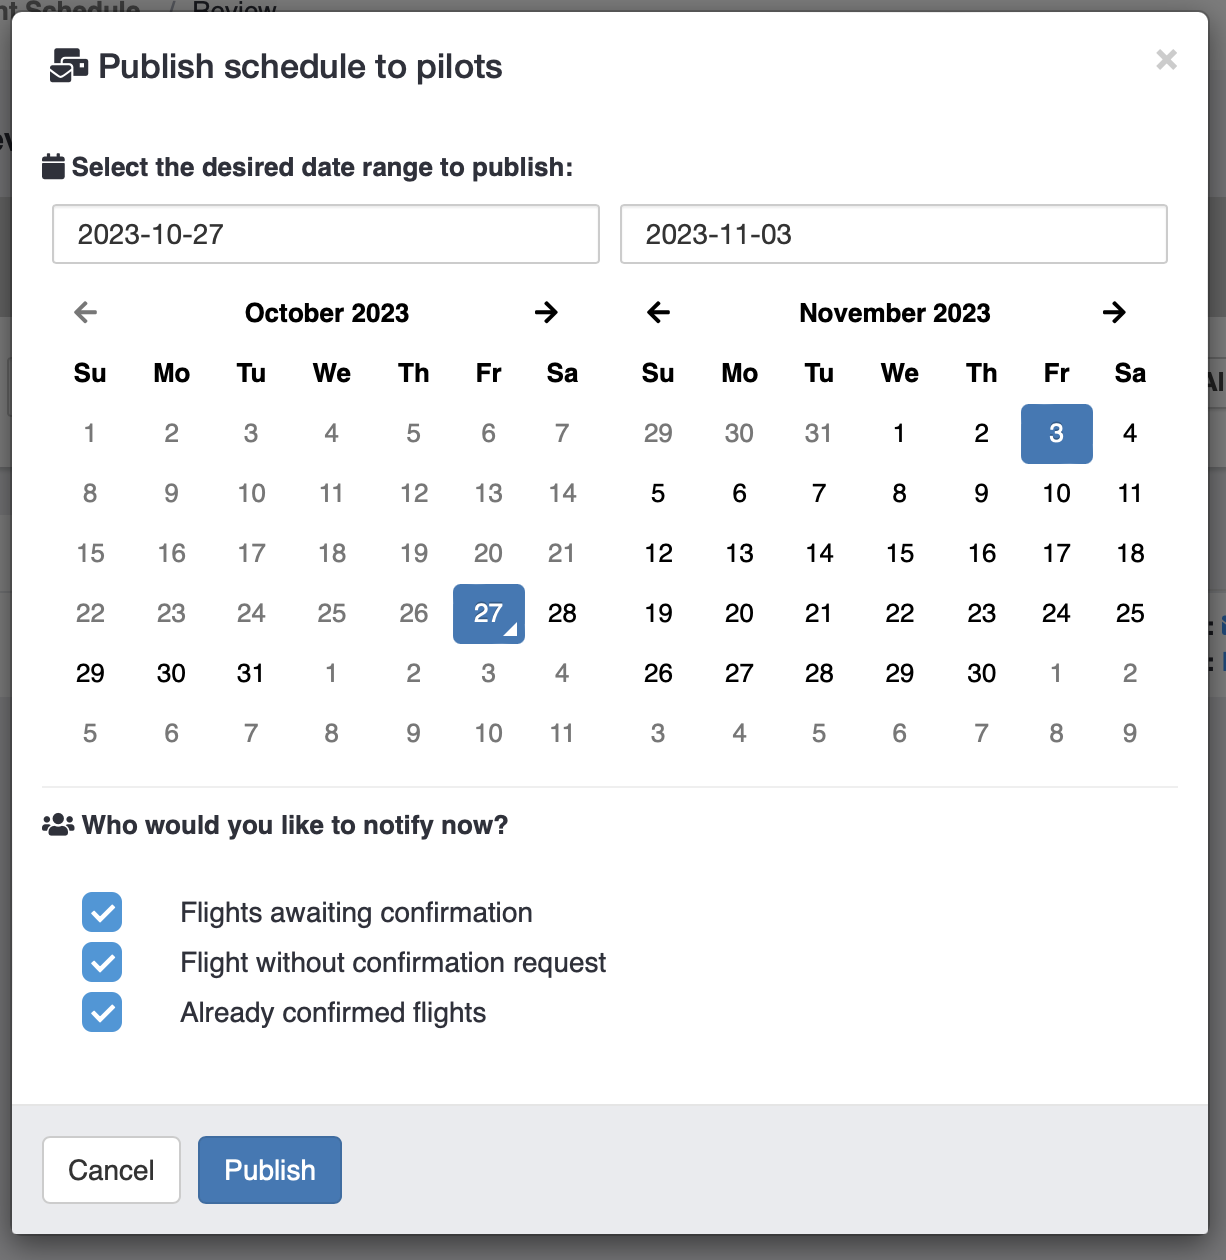 nt Schedule / Review
Publish schedule to pilots
Select the desired date range to publish:
2023-10-27 2023-11-03
October 2023 November 2023
Su Mo Tu We Th Fr Sa Su Mo Tu We Th Fr Sa
1 2 3 4 5 6 7 29 30 31 1 2 3 4
8 9 10 11 12 13 14 5 6 7 8 9 10 11
15 16 17 18 19 20 21 12 13 14 15 16 17 18
22 23 24 25 26 27 28 19 20 21 22 23 24 25
29 30 31 1 2 3 4 26 27 28 29 30 1 2
5 6 7 8 9 10 11 3 4 5 6 7 8 9
Who would you like to notify now?
Flights awaiting confirmation
Flight without confirmation request
Already confirmed flights
Cancel Publish